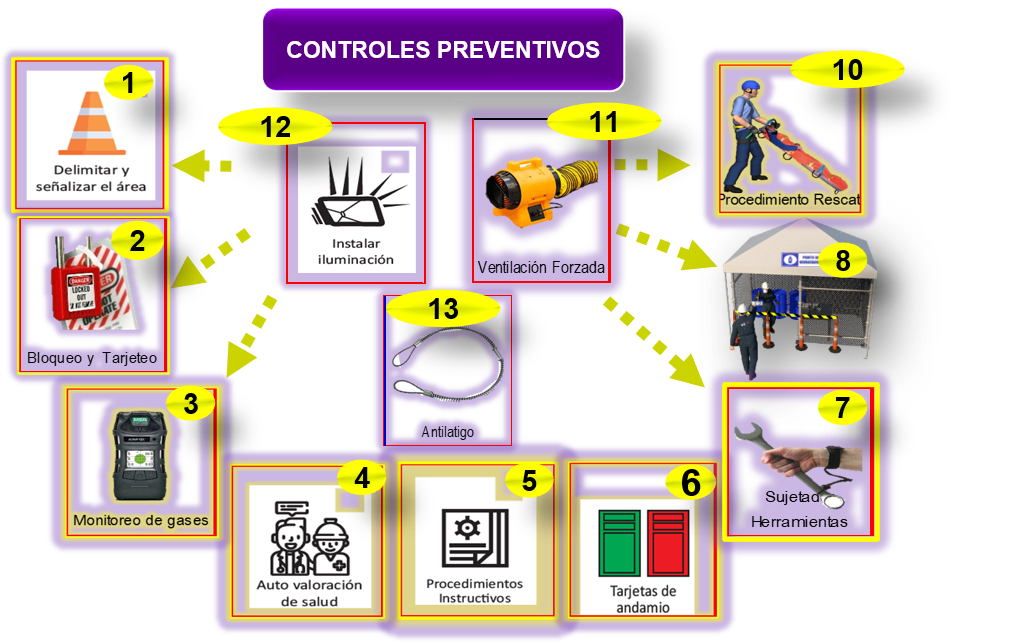 CONTROLES PREVENTIVOS
1
Delimitar y
señalizar el área
12
Instalar
iluminación
11
Ventilación Forzada
10
Procedimiento Rescat
2
DANGER
LOCKED
OUT
Bloqueo y Tarjeteo
13
Antilatigo
8
3
Monitoreo de gases
4
Auto valoración
de salud
5
Procedimientos
Instructivos
6
Tarjetas de
andamio
7
Sujetad
Herramientas